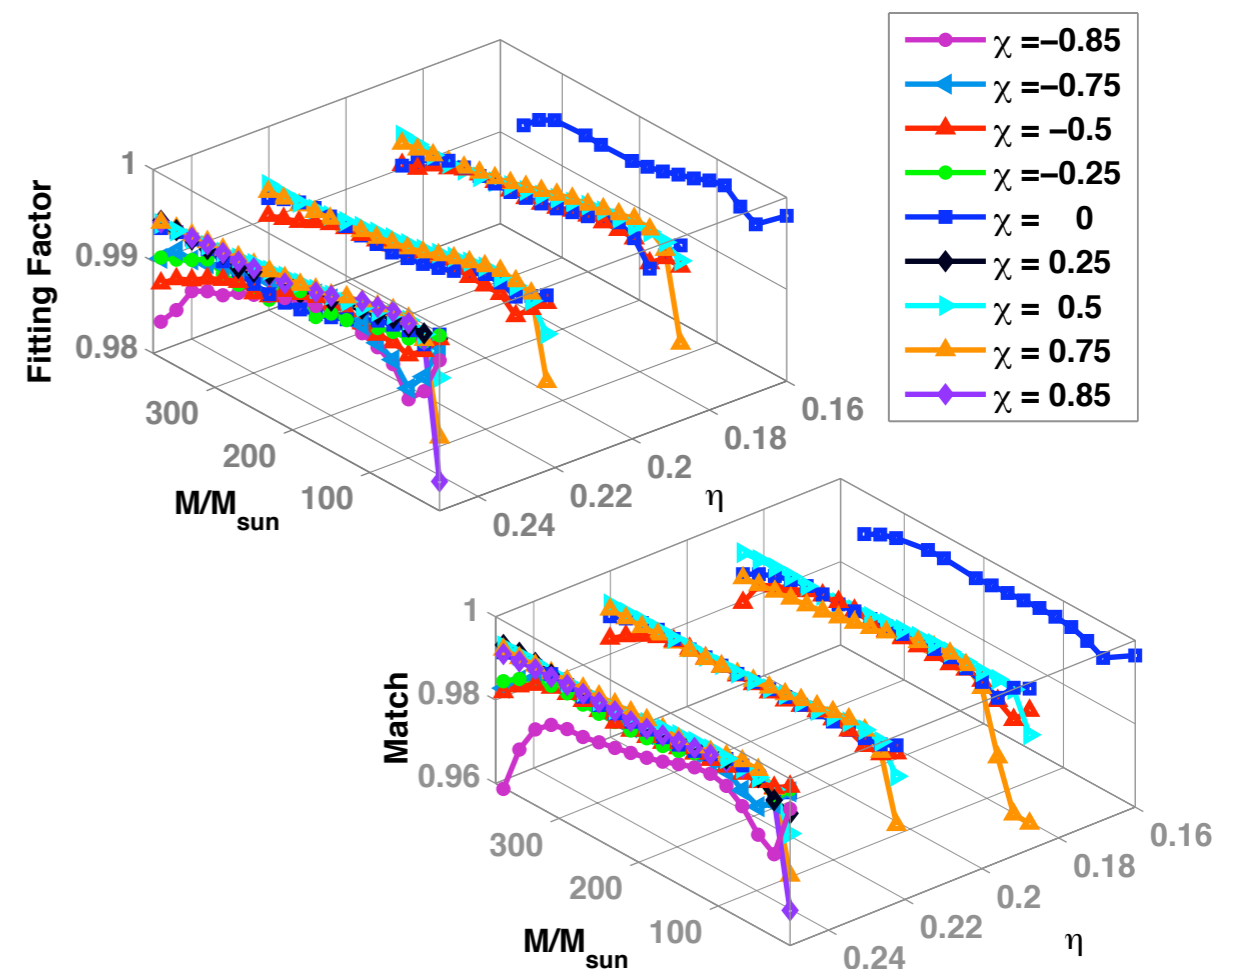 χ =−0.85
χ =−0.75
χ = −0.5
χ =−0.25
χ = 0
χ = 0.25
χ = 0.5
χ = 0.75
χ = 0.85
Fitting Factor
1
0.99
0.98
300
200
100
M/Msun
0.24
0.22
0.2
0.18
0.16
η
Match
1
0.98
0.96
300
200
100
M/Msun
0.24
0.22
0.2
0.18
0.16
η